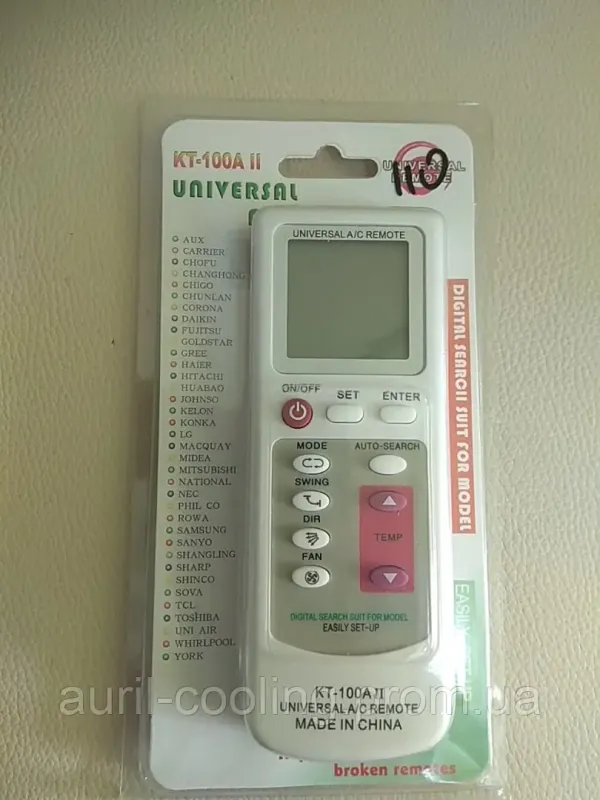 KT-100A II
UNIVERSAL
UNIVERSAL
REMOTE
110
AUX
CARRIER
CHOFU
CHANGHONG
CHIGO
CHUNLAN
CORONA
DAIKIN
FUJITSU
GOLDSTAR
GREE
HAIER
HITACHI
HUABAO
JOHNSO
KELON
KONKA
LG
MACQUAY
MIDEA
MITSUBISHI
NATIONAL
NEC
PHIL CO
ROWA
SAMSUNG
SANYO
SHANGLING
SHARP
SHINCO
SOVA
TCL
TOSHIBA
UNI AIR
WHIRLPOOL
YORK
UNIVERSAL A/C REMOTE
ON/OFF
SET
ENTER
MODE
AUTO-SEARCH
SWING
DIR
TEMP
FAN
DIGITAL SEARCH SUIT FOR MODEL
EASILY SET-UP
KT-100A II
UNIVERSAL A/C REMOTE
MADE IN CHINA
DIGITAL SEARCH SUIT FOR MODEL
EASILY SET-UP
broken remotes
auril-cooling.prom.ua